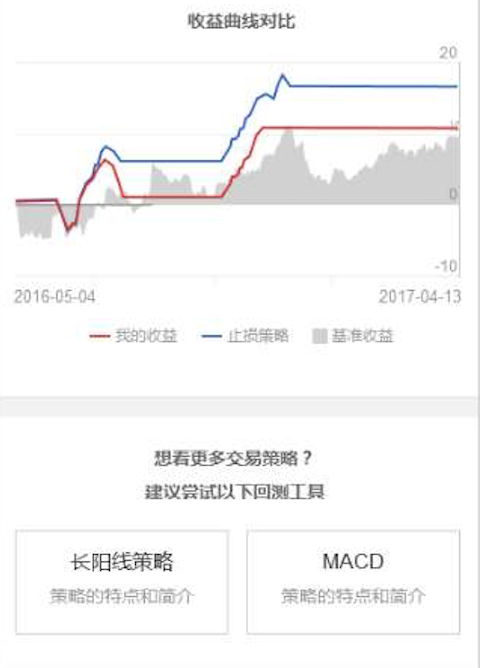 收益曲线对比
20
10
0
-10
2016-05-04 2017-04-13
我的收益 止损策略 基准收益
想看更多交易策略？
建议尝试以下回测工具
长阳线策略 MACD
策略的特点和简介 策略的特点和简介